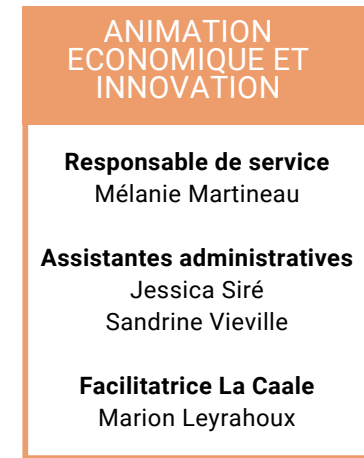 ANIMATION
ECONOMIQUE ET
INNOVATION
Responsable de service
Mélanie Martineau
Assistantes administratives
Jessica Siré
Sandrine Vieville
Facilitatrice La Caale
Marion Leyrahoux